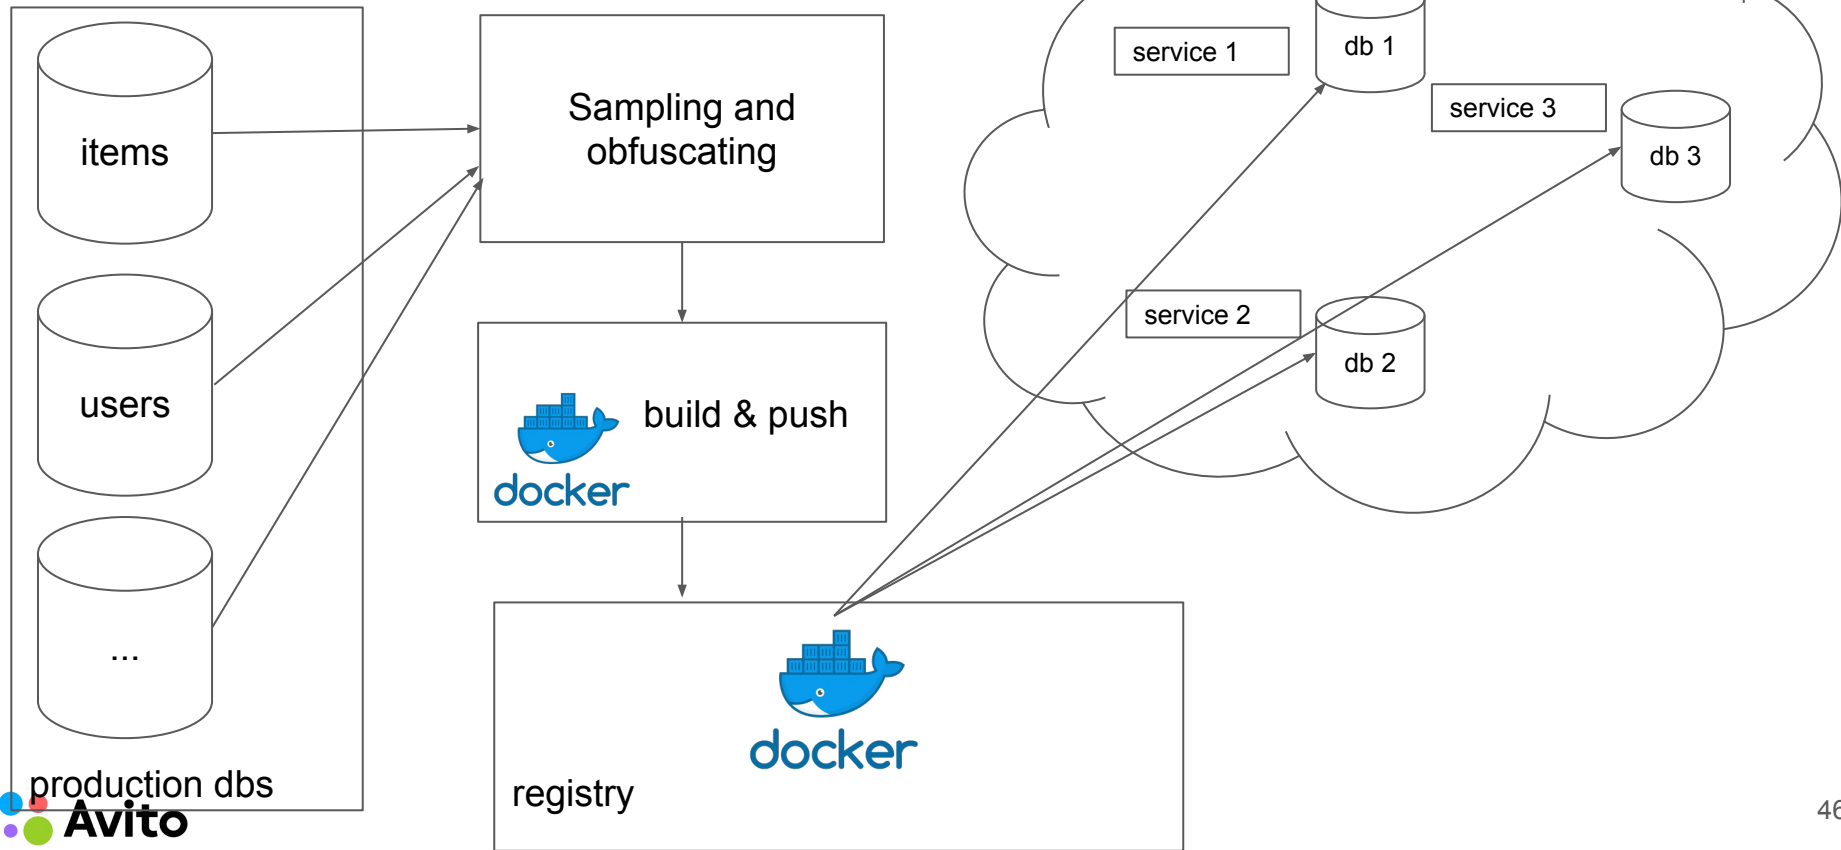 items
users
...
production dbs
Avito
Sampling and
obfuscating
build & push
docker
docker
registry
service 1
db 1
service 3
db 3
service 2
db 2
46